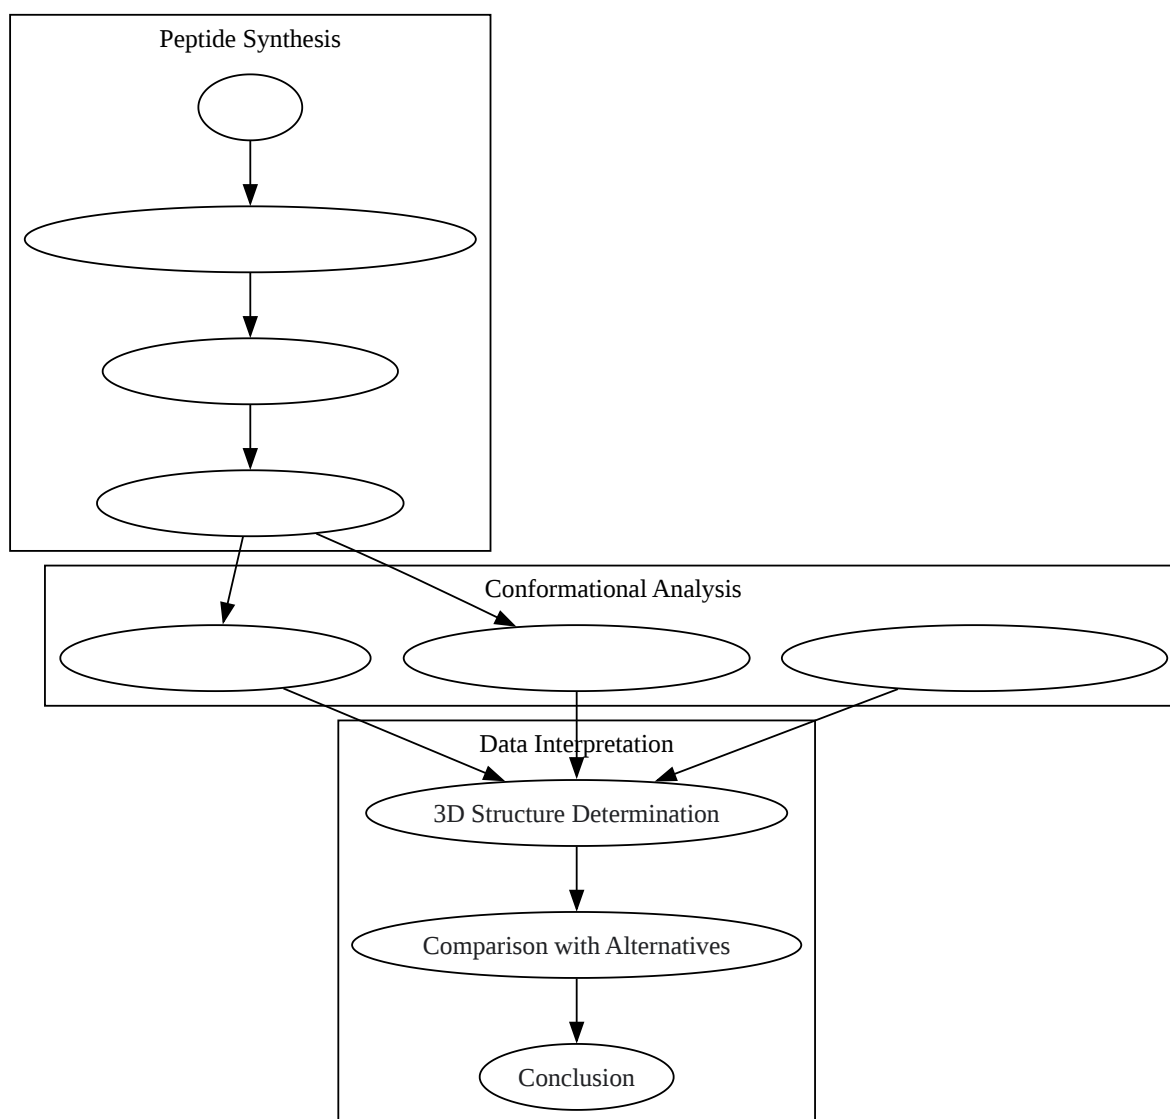 Peptide Synthesis
Conformational Analysis
Data Interpretation
3D Structure Determination
Comparison with Alternatives
Conclusion